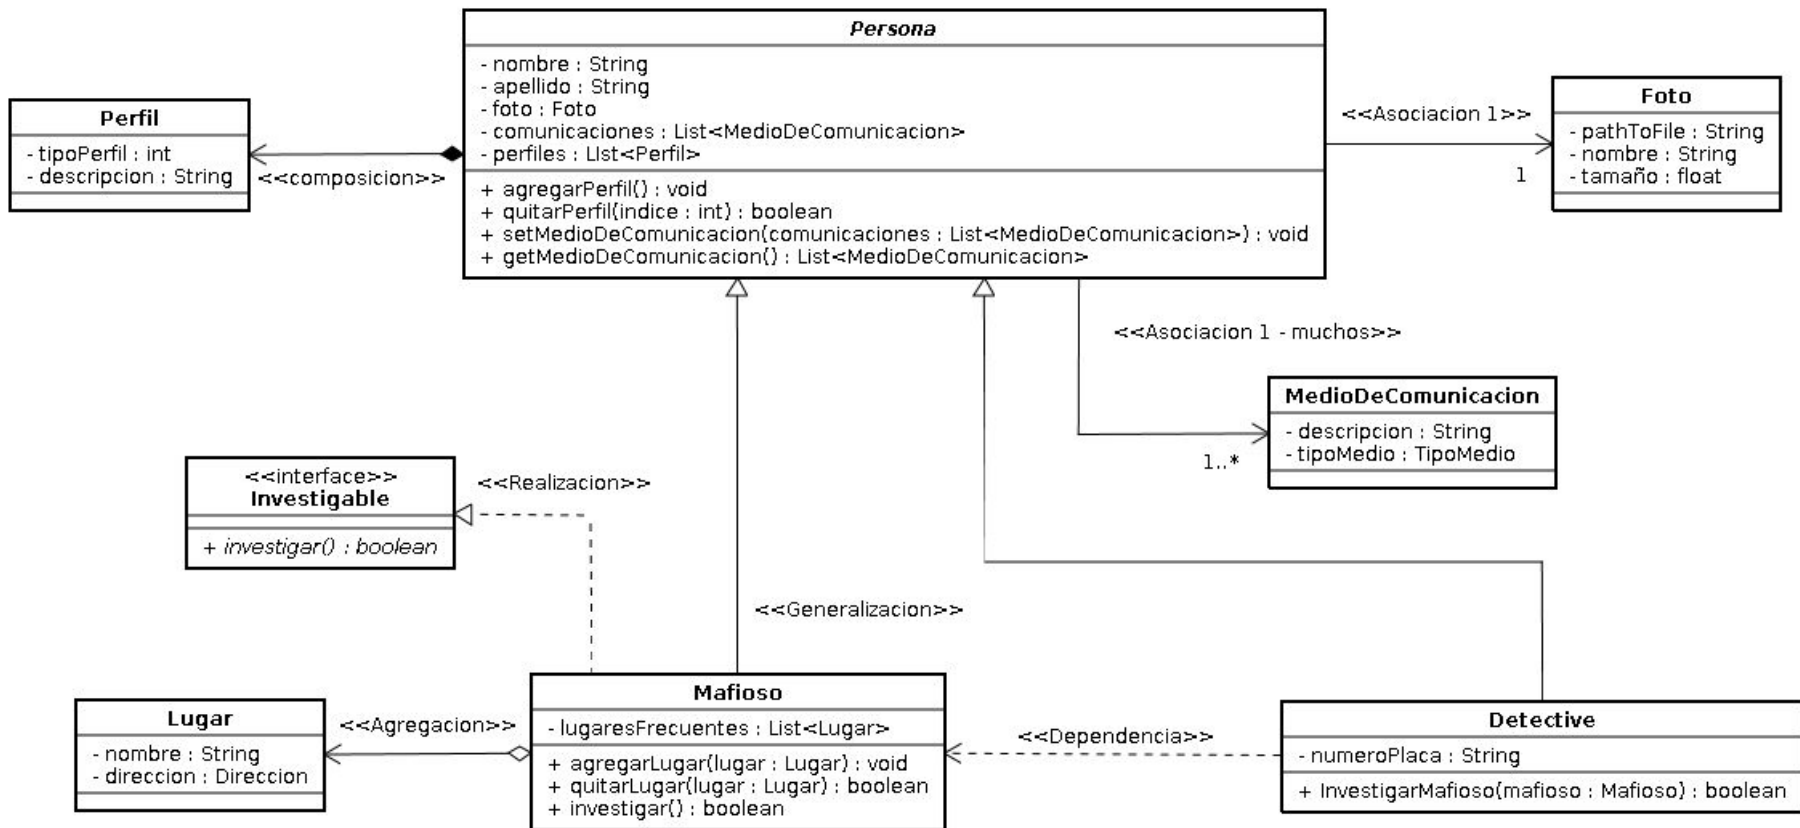 Persona
- nombre : String
- apellido : String
- foto : Foto
- comunicaciones : List<MedioDeComunicacion>
- perfiles : LIst<Perfil>
+ agregarPerfil() : void
+ quitarPerfil(indice : int) : boolean
+ setMedioDeComunicacion(comunicaciones : List<MedioDeComunicacion>) : void
+ getMedioDeComunicacion() : List<MedioDeComunicacion>
Perfil
- tipoPerfil : int
- descripcion : String
<<composicion>>
<<Asociacion 1>>
1
Foto
- pathToFile : String
- nombre : String
- tamaño : float
<<Asociacion 1 - muchos>>
1..*
MedioDeComunicacion
- descripcion : String
- tipoMedio : TipoMedio
<<interface>>
Investigable
+ investigar() : boolean
<<Realizacion>>
<<Generalizacion>>
Lugar
- nombre : String
- direccion : Direccion
<<Agregacion>>
Mafioso
- lugaresFrecuentes : List<Lugar>
+ agregarLugar(lugar : Lugar) : void
+ quitarLugar(lugar : Lugar) : boolean
+ investigar() : boolean
<<Dependencia>>
Detective
- numeroPlaca : String
+ InvestigarMafioso(mafioso : Mafioso) : boolean